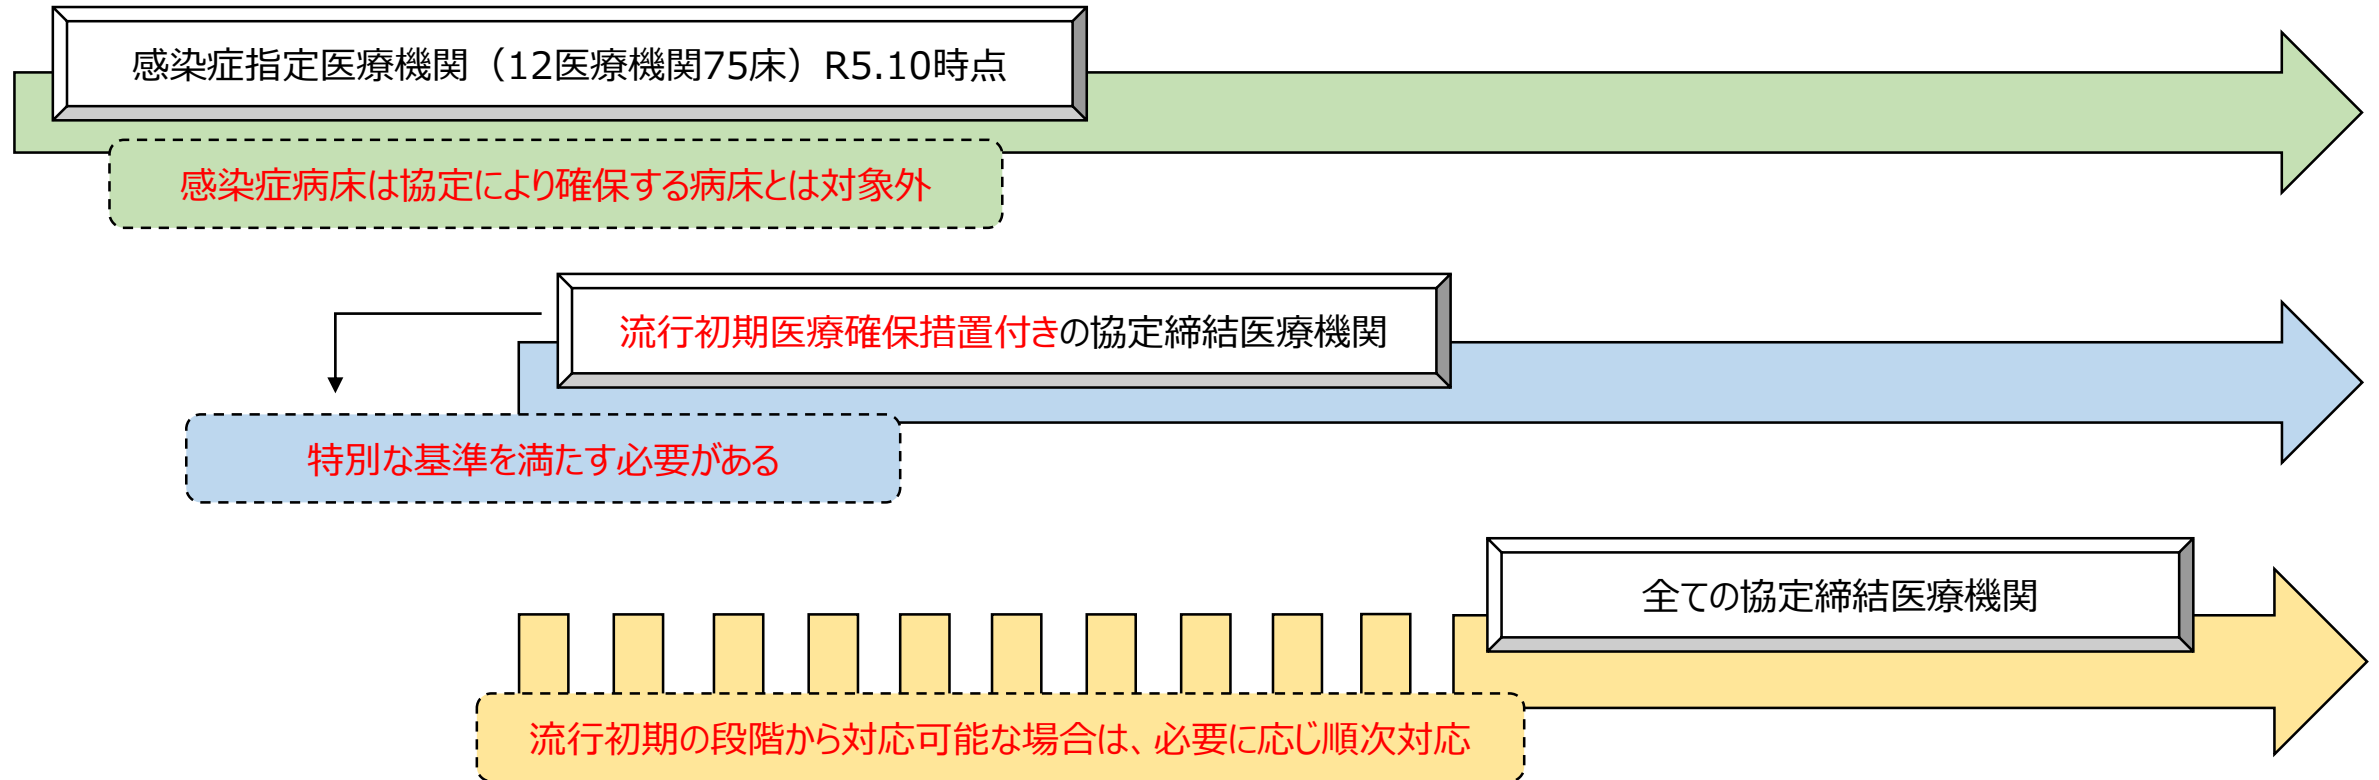 感染症指定医療機関（12医療機関75床）R5.10時点
感染症病床は協定により確保する病床とは対象外
流行初期医療確保措置付きの協定締結医療機関
特別な基準を満たす必要がある
全ての協定締結医療機関
流行初期の段階から対応可能な場合は、必要に応じ順次対応